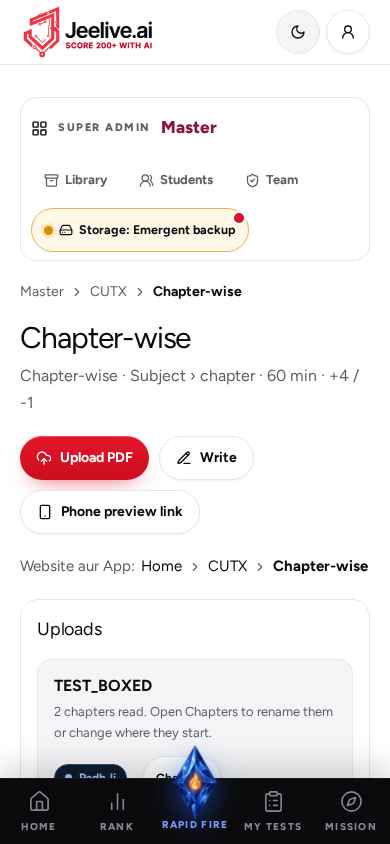 Jeelive.ai
SCORE 200+ WITH AI
SUPER ADMIN Master
Library Students Team
Storage: Emergent backup
Master > CUTX > Chapter-wise
Chapter-wise
Chapter-wise · Subject › chapter · 60 min · +4 /
-1
Upload PDF Write
Phone preview link
Website aur App: Home > CUTX > Chapter-wise
Uploads
TEST_BOXED
2 chapters read. Open Chapters to rename them
or change where they start.
HOME RANK RAPID FIRE MY TESTS MISSION